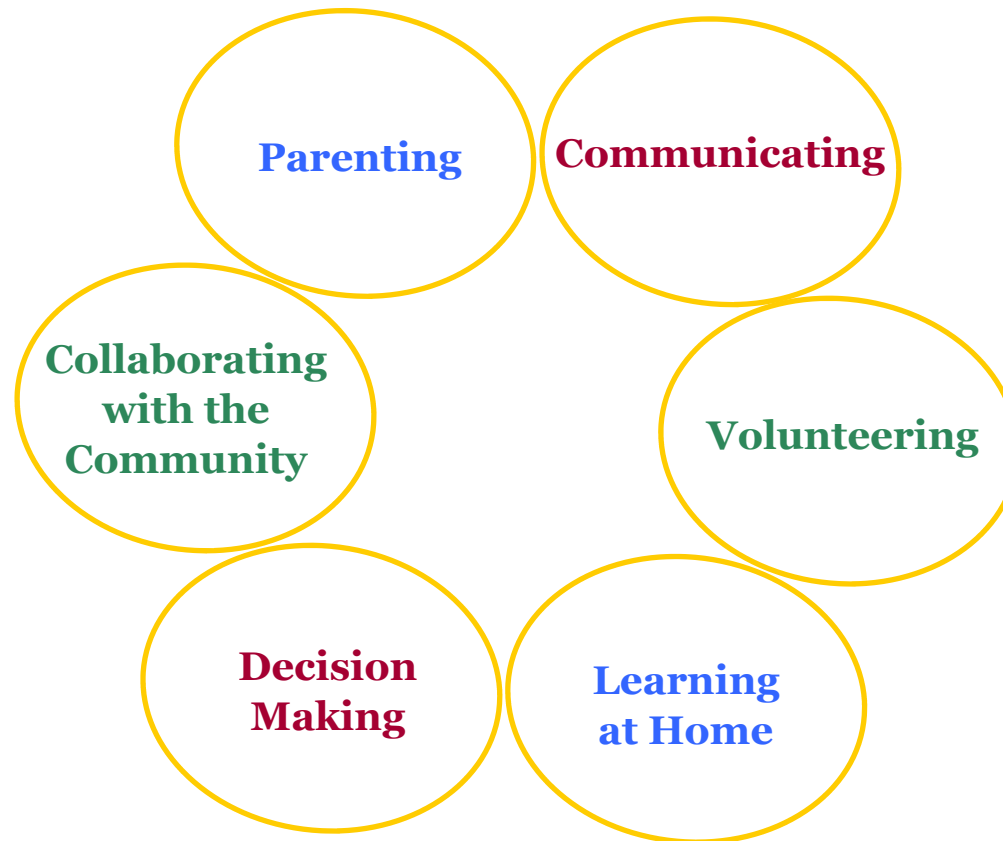 Parenting
Communicating
Collaborating
with the
Community
Volunteering
Decision
Making
Learning
at Home